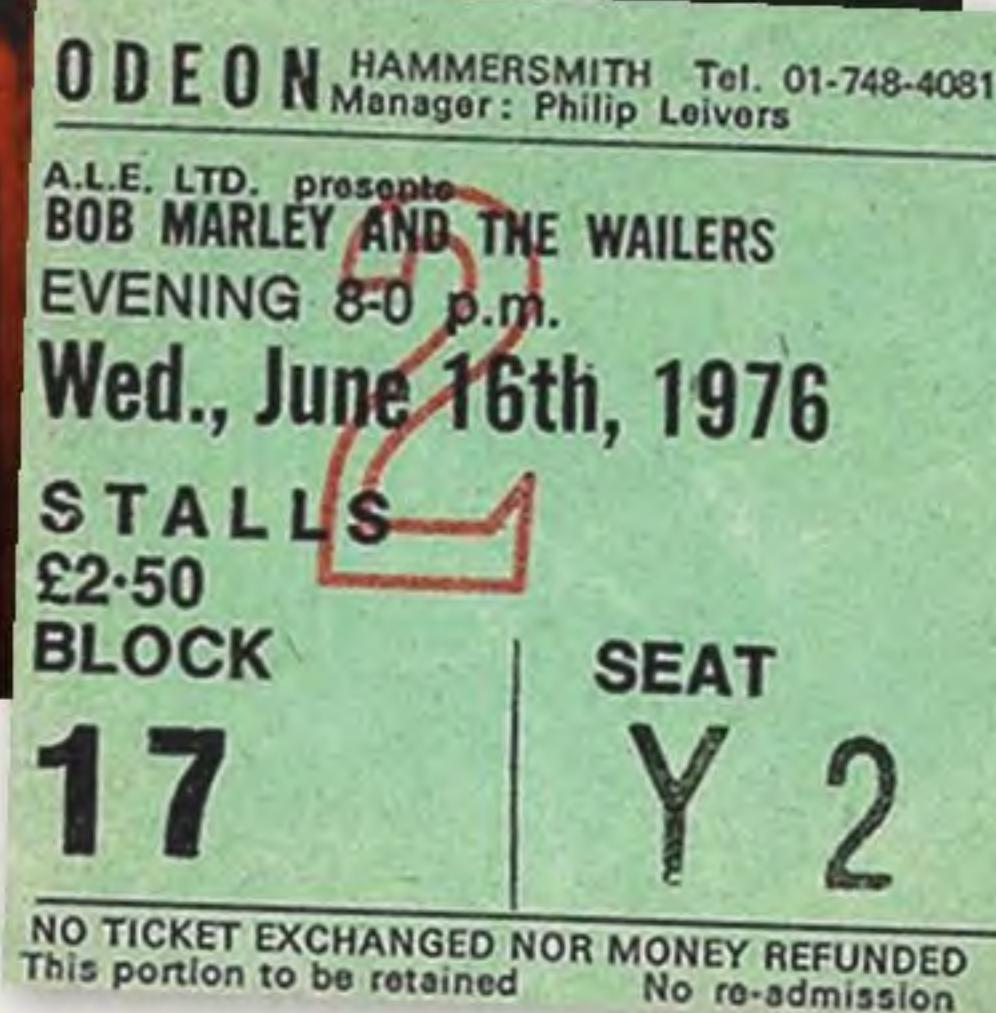 ODEON HAMMERSMITH Tel. 01-748-4081
Manager: Philip Leivers
A.L.E. LTD. presents
BOB MARLEY AND THE WAILERS
EVENING 8-0 p.m.
Wed., June 16th, 1976
2
STALLS
£2·50
BLOCK SEAT
17 Y 2
NO TICKET EXCHANGED NOR MONEY REFUNDED
This portion to be retained No re-admission